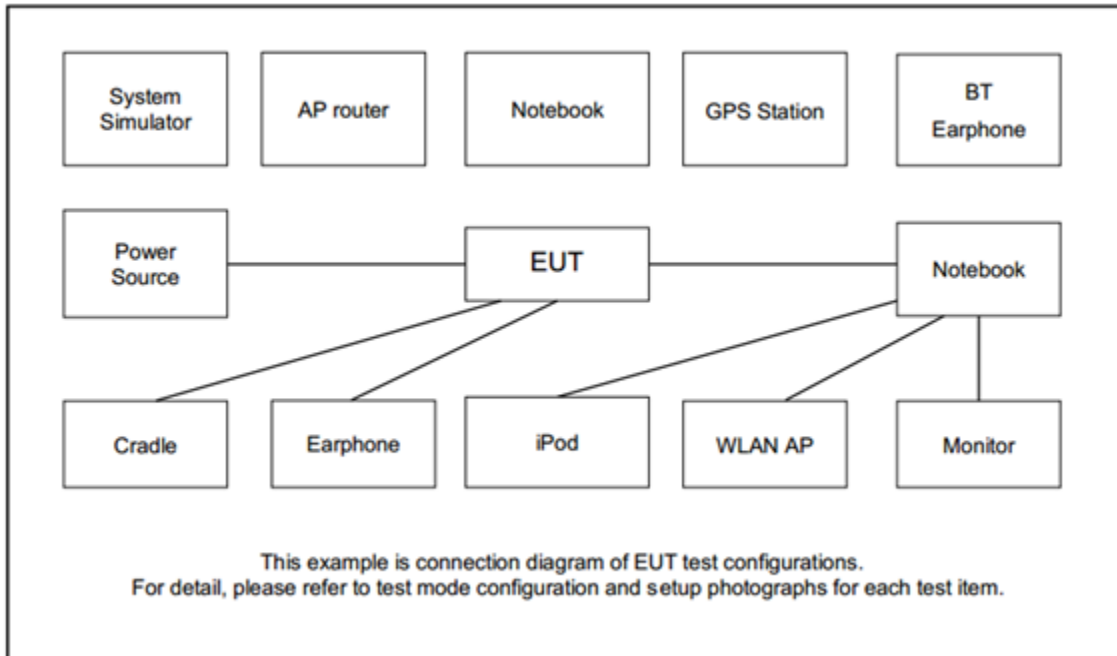 System
Simulator
AP router
Notebook
GPS Station
BT
Earphone
Power
Source
EUT
Notebook
Cradle
Earphone
iPod
WLAN AP
Monitor
This example is connection diagram of EUT test configurations.
For detail, please refer to test mode configuration and setup photographs for each test item.